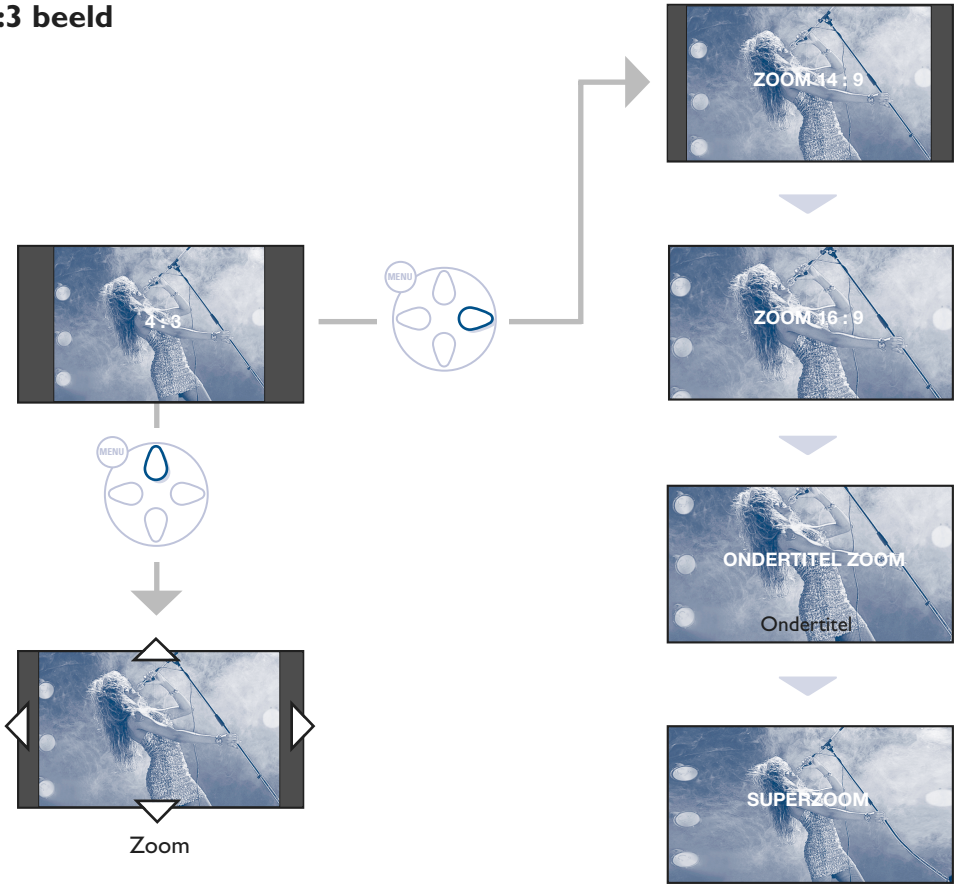 :3 beeld
ZOOM 14 : 9
4 : 3
MENU
ZOOM 16 : 9
MENU
ONDERTITEL ZOOM
Ondertitel
SUPERZOOM
Zoom